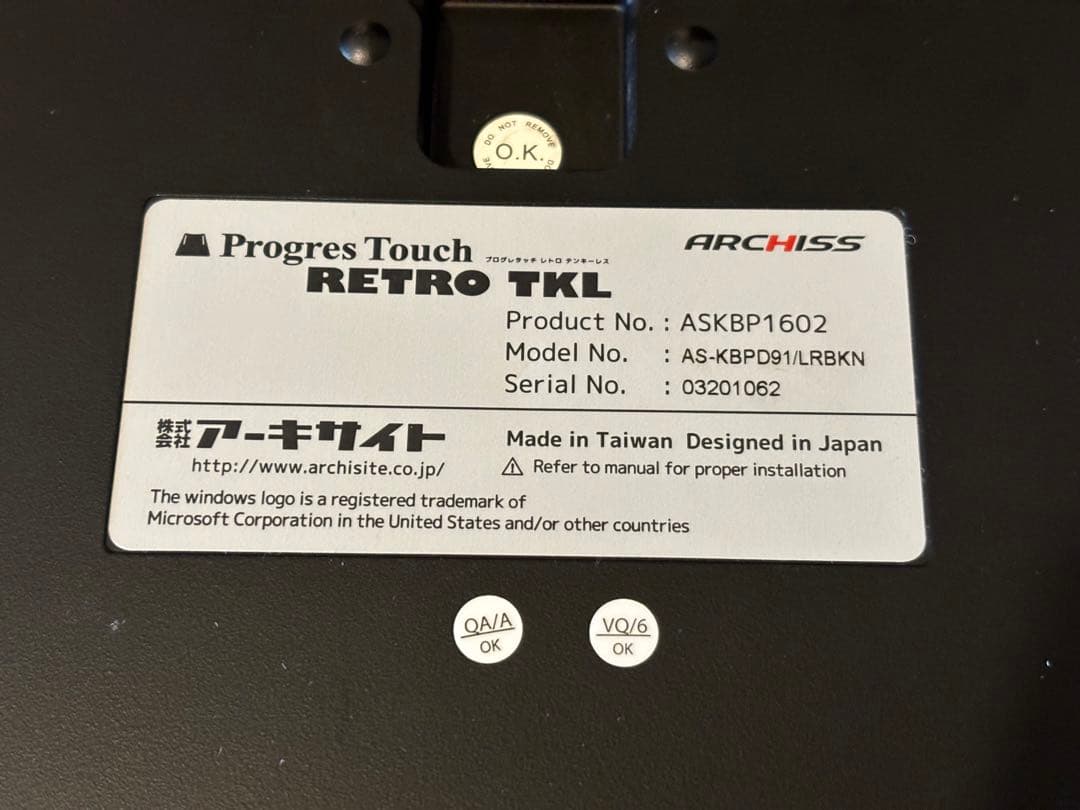 DO NOT REMOVE DO
VE
O.K.
Progres Touch
プログレタッチ レトロ テンキーレス
ARCHISS
RETRO TKL
Product No. : ASKBP1602
Model No. : AS-KBPD91/LRBKN
Serial No. : 03201062
株式会社アーキサイト
Made in Taiwan Designed in Japan
http://www.archisite.co.jp/
Refer to manual for proper installation
The windows logo is a registered trademark of
Microsoft Corporation in the United States and/or other countries
QA/A
OK
VQ/6
OK